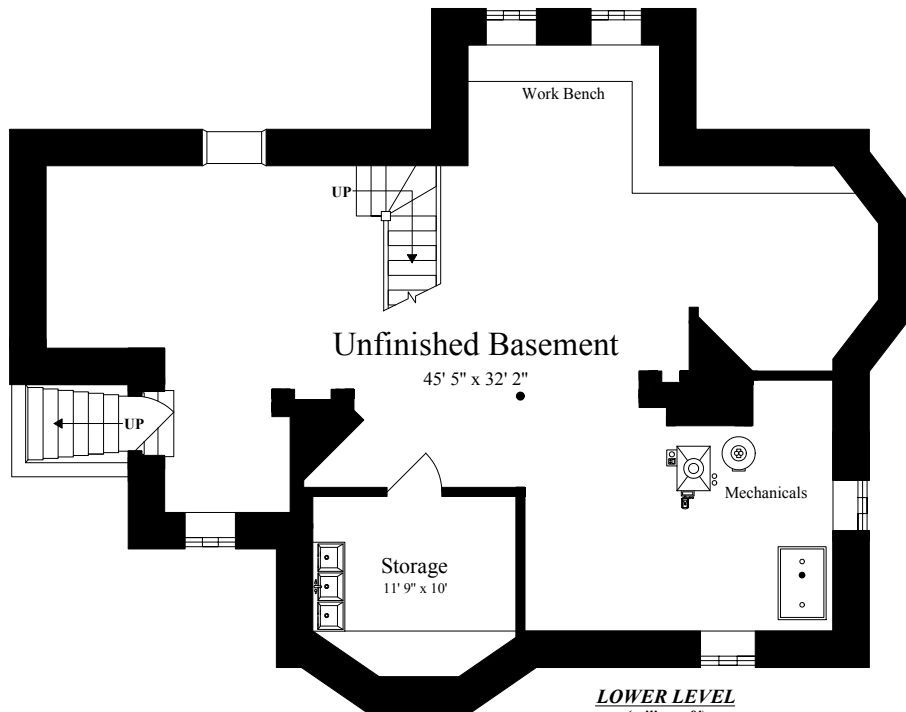 Work Bench
UP
Unfinished Basement
45' 5" x 32' 2"
UP
Mechanicals
Storage
11' 9" x 10'
LOWER LEVEL